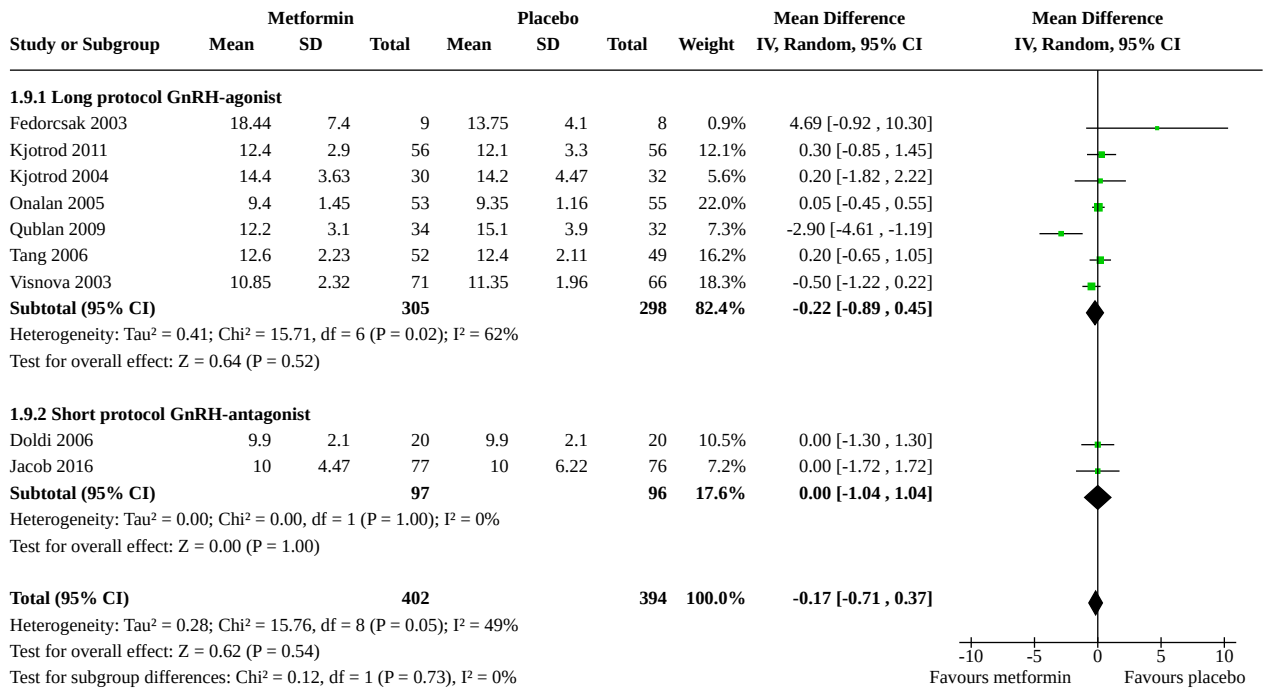 Metformin Placebo Mean Difference Mean Difference
Study or Subgroup Mean SD Total Mean SD Total Weight IV, Random, 95% CI IV, Random, 95% CI
1.9.1 Long protocol GnRH-agonist
Fedorcsak 2003 18.44 7.4 9 13.75 4.1 8 0.9% 4.69 [-0.92 , 10.30]
Kjotrod 2011 12.4 2.9 56 12.1 3.3 56 12.1% 0.30 [-0.85 , 1.45]
Kjotrod 2004 14.4 3.63 30 14.2 4.47 32 5.6% 0.20 [-1.82 , 2.22]
Onalan 2005 9.4 1.45 53 9.35 1.16 55 22.0% 0.05 [-0.45 , 0.55]
Qublan 2009 12.2 3.1 34 15.1 3.9 32 7.3% -2.90 [-4.61 , -1.19]
Tang 2006 12.6 2.23 52 12.4 2.11 49 16.2% 0.20 [-0.65 , 1.05]
Visnova 2003 10.85 2.32 71 11.35 1.96 66 18.3% -0.50 [-1.22 , 0.22]
Subtotal (95% CI) 305 298 82.4% -0.22 [-0.89 , 0.45]
Heterogeneity: Tau² = 0.41; Chi² = 15.71, df = 6 (P = 0.02); I² = 62%
Test for overall effect: Z = 0.64 (P = 0.52)
1.9.2 Short protocol GnRH-antagonist
Doldi 2006 9.9 2.1 20 9.9 2.1 20 10.5% 0.00 [-1.30 , 1.30]
Jacob 2016 10 4.47 77 10 6.22 76 7.2% 0.00 [-1.72 , 1.72]
Subtotal (95% CI) 97 96 17.6% 0.00 [-1.04 , 1.04]
Heterogeneity: Tau² = 0.00; Chi² = 0.00, df = 1 (P = 1.00); I² = 0%
Test for overall effect: Z = 0.00 (P = 1.00)
Total (95% CI) 402 394 100.0% -0.17 [-0.71 , 0.37]
Heterogeneity: Tau² = 0.28; Chi² = 15.76, df = 8 (P = 0.05); I² = 49%
Test for overall effect: Z = 0.62 (P = 0.54)
-10 -5 0 5 10
Test for subgroup differences: Chi² = 0.12, df = 1 (P = 0.73), I² = 0%
Favours metformin Favours placebo